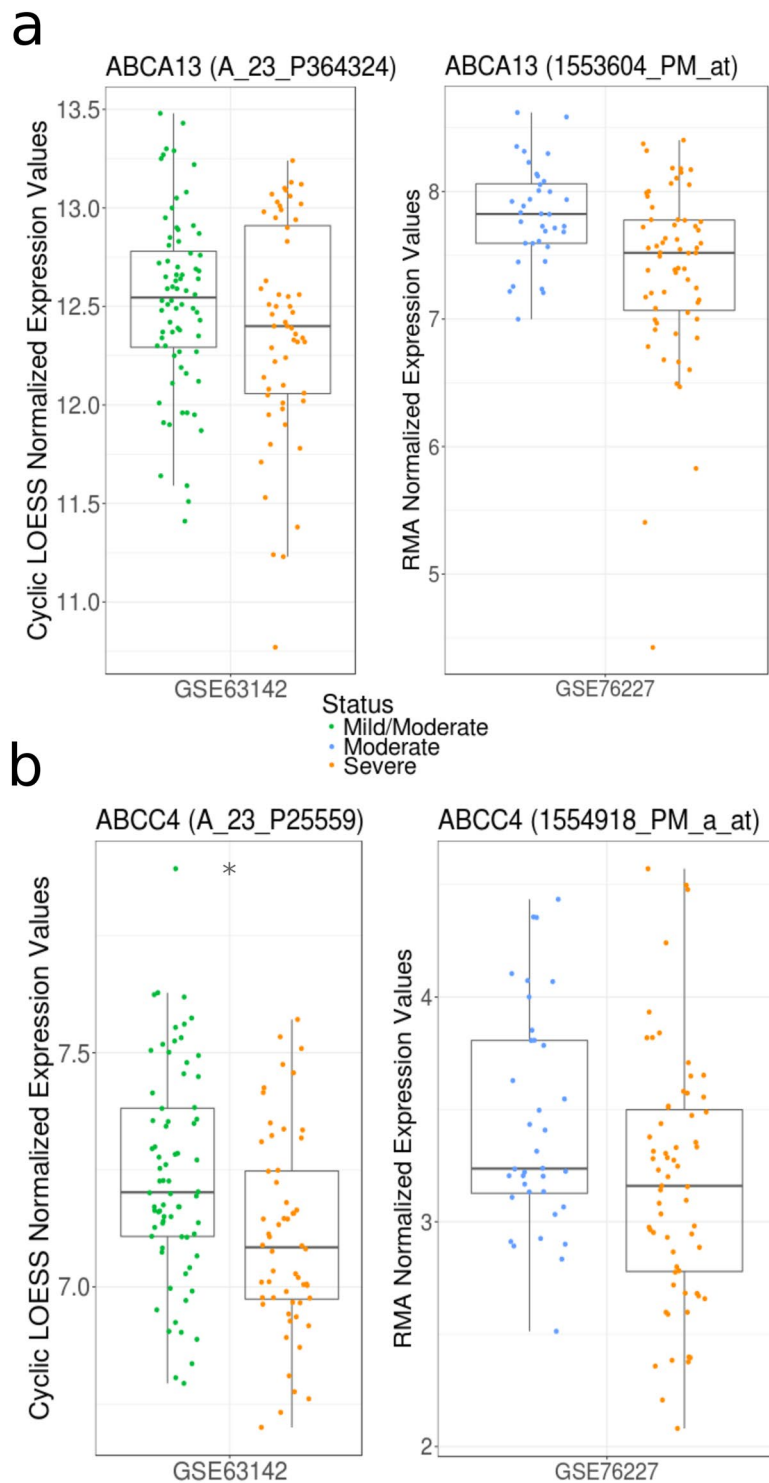 a
ABCA13 (A_23_P364324)
ABCA13 (1553604_PM_at)
Cyclic LOESS Normalized Expression Values
13.5
13.0
12.5
12.0
11.5
11.0
GSE63142
RMA Normalized Expression Values
8
7
6
5
GSE76227
Status
Mild/Moderate
Moderate
Severe
b
ABCC4 (A_23_P25559)
ABCC4 (1554918_PM_a_at)
Cyclic LOESS Normalized Expression Values
*
7.5
7.0
GSE63142
RMA Normalized Expression Values
4
3
2
GSE76227